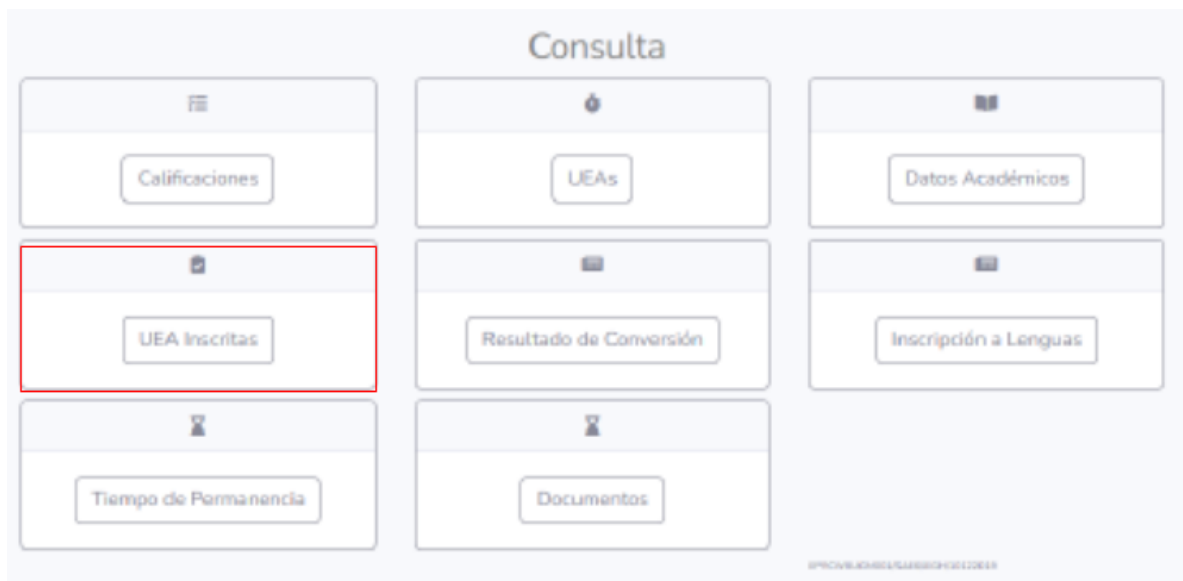 Consulta
Calificaciones
UEAs
Datos Académicos
UEA Inscritas
Resultado de Conversión
Inscripción a Lenguas
Tiempo de Permanencia
Documentos